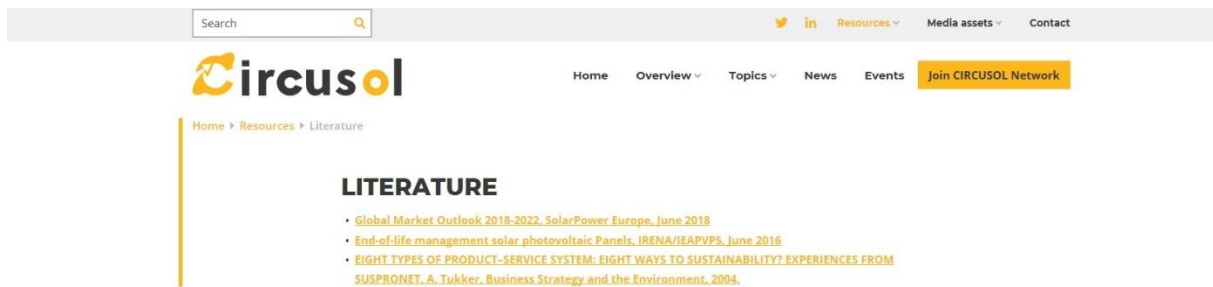 Search
in Resources Media assets Contact
Circusol
Home Overview Topics News Events Join CIRCUSOL Network
Home Resources Literature
LITERATURE
• Global Market Outlook 2018-2022, SolarPower Europe, June 2018
• End-of-life management solar photovoltaic Panels, IRENA/IEAPVPS, June 2016
• EIGHT TYPES OF PRODUCT–SERVICE SYSTEM: EIGHT WAYS TO SUSTAINABILITY? EXPERIENCES FROM
SUSPRONET, A. Tukker, Business Strategy and the Environment, 2004.